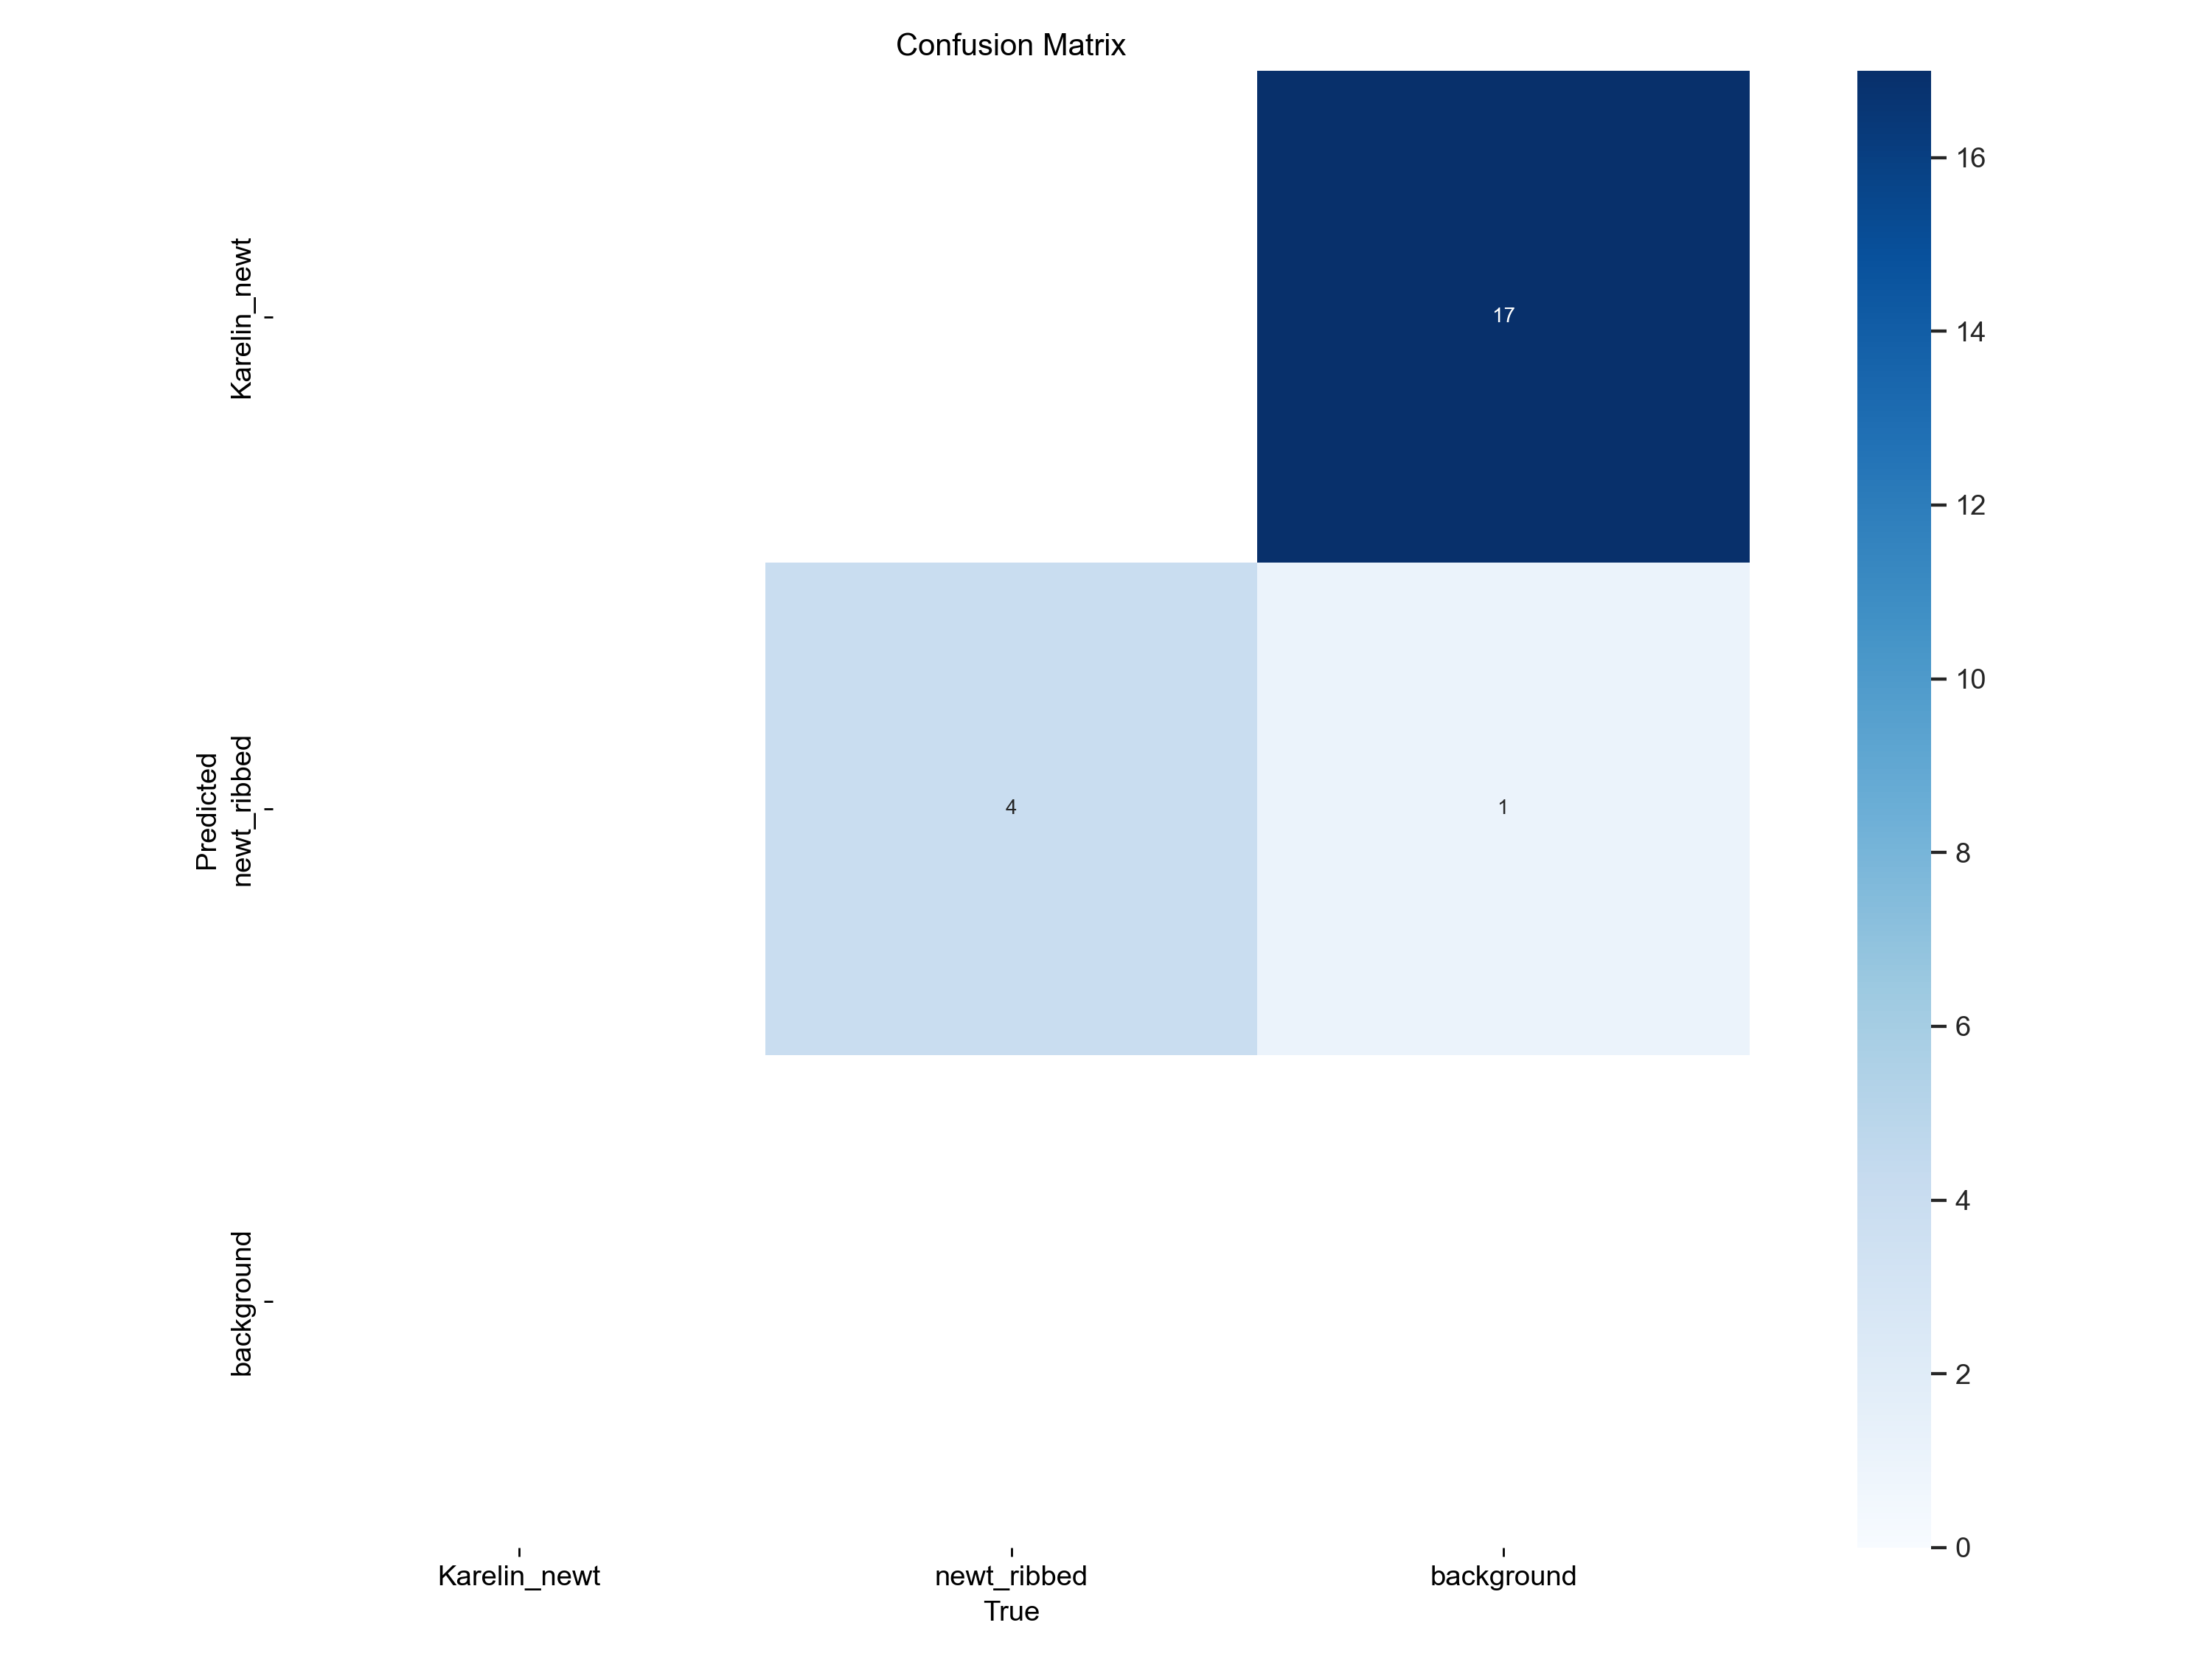 Confusion Matrix
Karelin_newt
17
16
14
12
10
Predicted
newt_ribbed
4
1
8
6
background
4
2
0
Karelin_newt
newt_ribbed
background
True